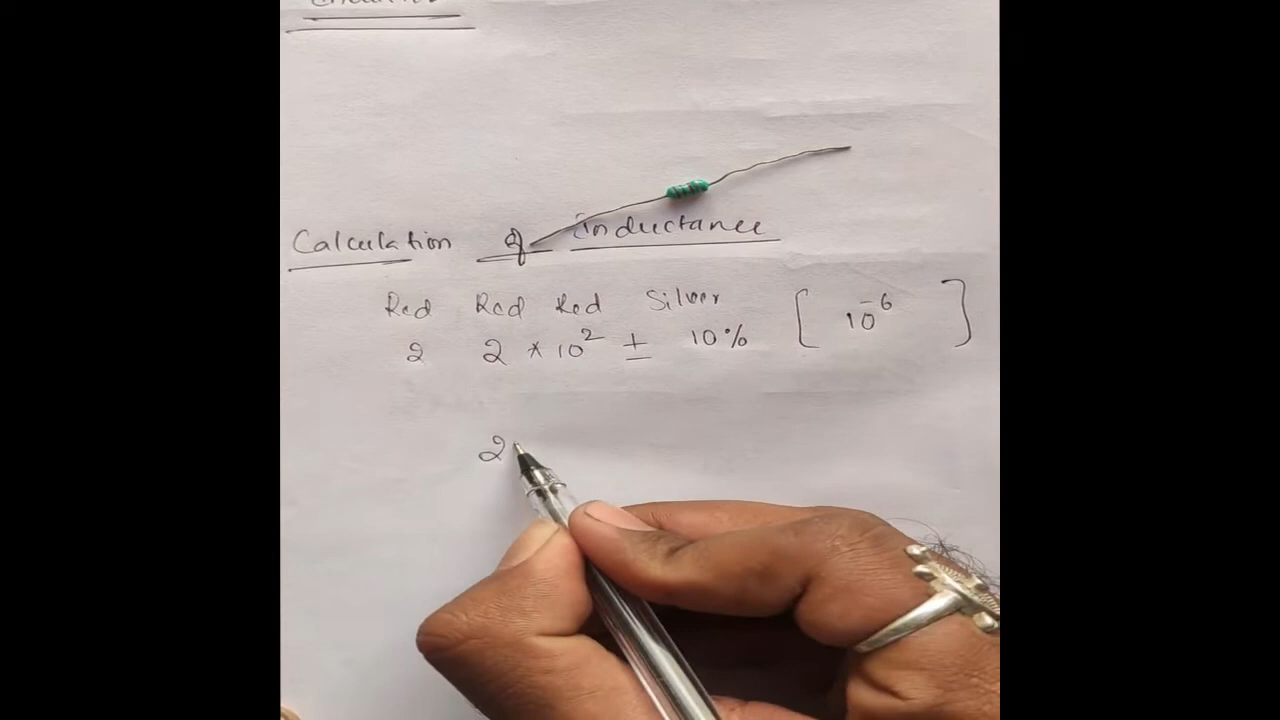 Calculation of inductance
Red Red Red Silver [ 10⁻⁶ ]
2 2 * 10² ± 10%
2